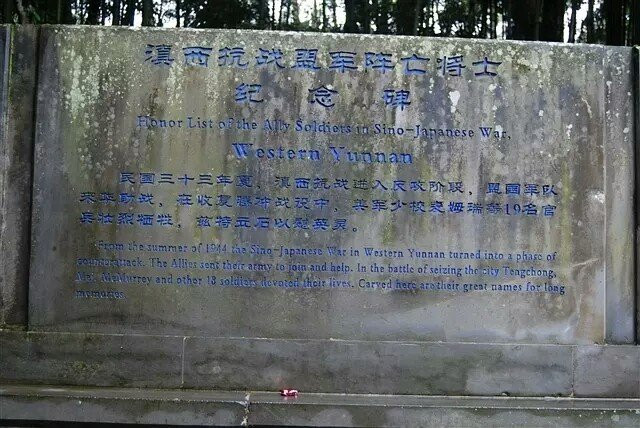 滇西抗战盟军阵亡将士
纪念碑
Honor List of the Ally Soldiers in Sino-Japanese War,
Western Yunnan
民国三十三年夏，滇西抗战进入反攻阶段，盟国军队
来华助战，在收复腾冲战役中，美军少校麦姆瑞等19名官
兵壮烈牺牲，兹特立石以慰英灵。
From the summer of 1944 the Sino-Japanese War in Western Yunnan turned into a phase of
counterattack. The Allies sent their army to join and help. In the battle of seizing the city Tengchong,
McMurrey and other 18 soldiers devoted their lives. Carved here are their great names for long
memories.